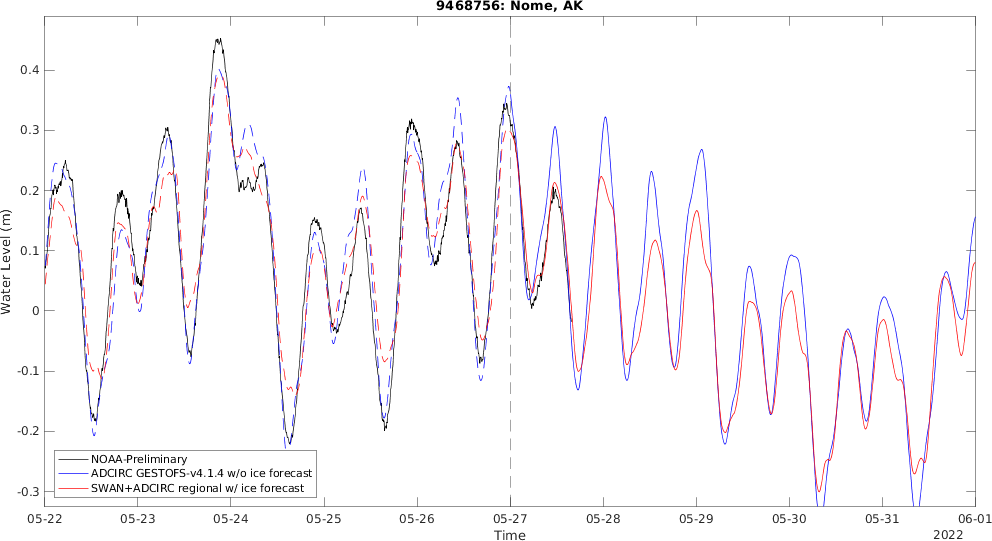 9468756: Nome, AK
Water Level (m)
0.4
0.3
0.2
0.1
0
-0.1
-0.2
-0.3
NOAA-Preliminary
ADCIRC GESTOFS-v4.1.4 w/o ice forecast
SWAN+ADCIRC regional w/ ice forecast
05-22 05-23 05-24 05-25 05-26 05-27 05-28 05-29 05-30 05-31 06-01
Time
2022